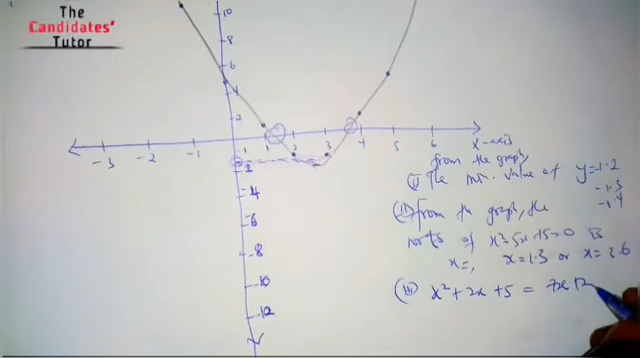 The
Candidates'
Tutor
10
8
6
4
2
-3 -2 -1 1 2 3 4 5 6
x-axis
2
-4
-6
-8
-10
-12
from the graph,
(i) The min. value of y=-1.2
-1.3
-1.4
(ii) from the graph, the
roots of x²-5x+5=0 is
x=, x=1.3 or x=3.6
(iii) x²+2x+5 = 7x+2